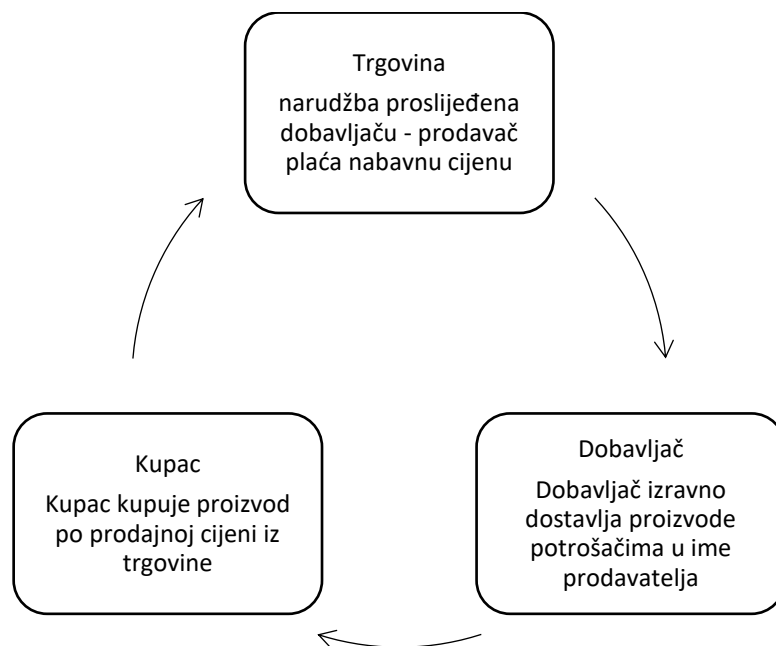 Trgovina
narudžba proslijeđena
dobavljaču - prodavač
plaća nabavnu cijenu
Kupac
Kupac kupuje proizvod
po prodajnoj cijeni iz
trgovine
Dobavljač
Dobavljač izravno
dostavlja proizvode
potrošačima u ime
prodavatelja